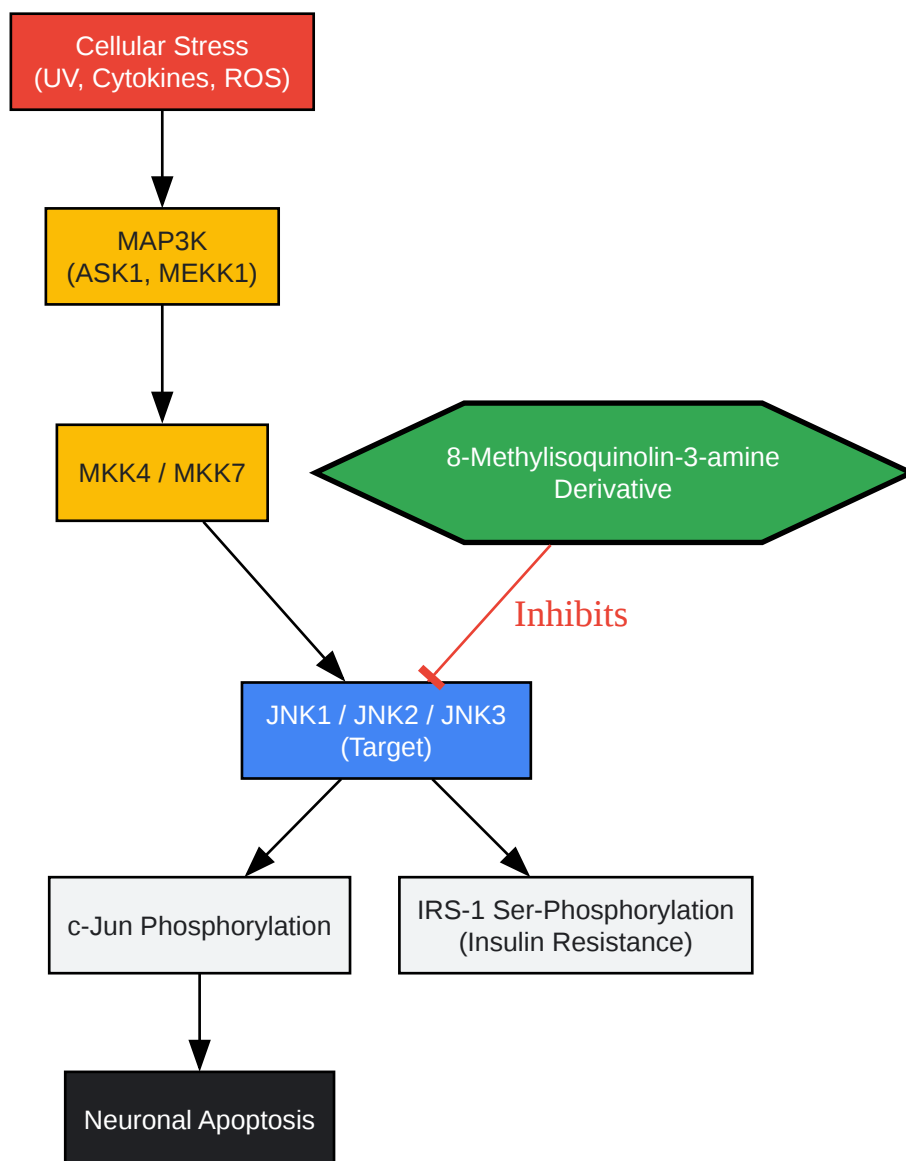 Cellular Stress
(UV, Cytokines, ROS)
MAP3K
(ASK1, MEKK1)
MKK4 / MKK7
8-Methylisoquinolin-3-amine
Derivative
Inhibits
JNK1 / JNK2 / JNK3
(Target)
c-Jun Phosphorylation
IRS-1 Ser-Phosphorylation
(Insulin Resistance)
Neuronal Apoptosis